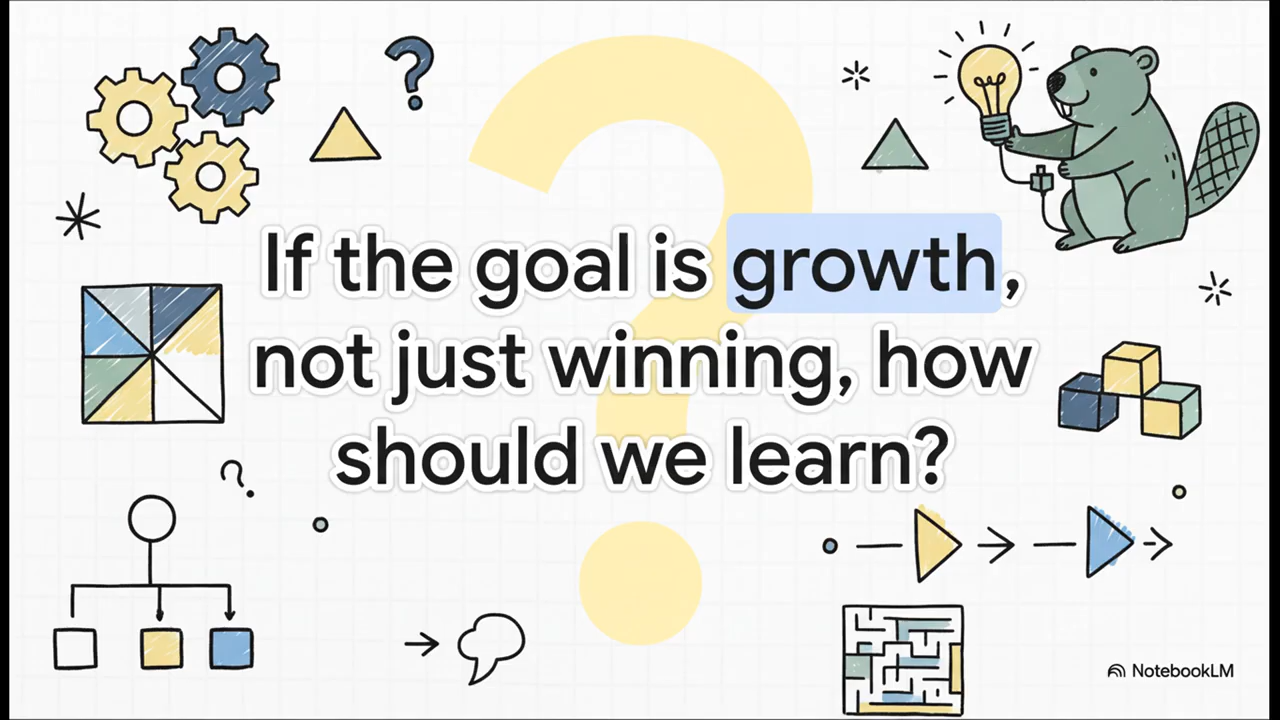 If the goal is growth,
not just winning, how
should we learn?
NotebookLM